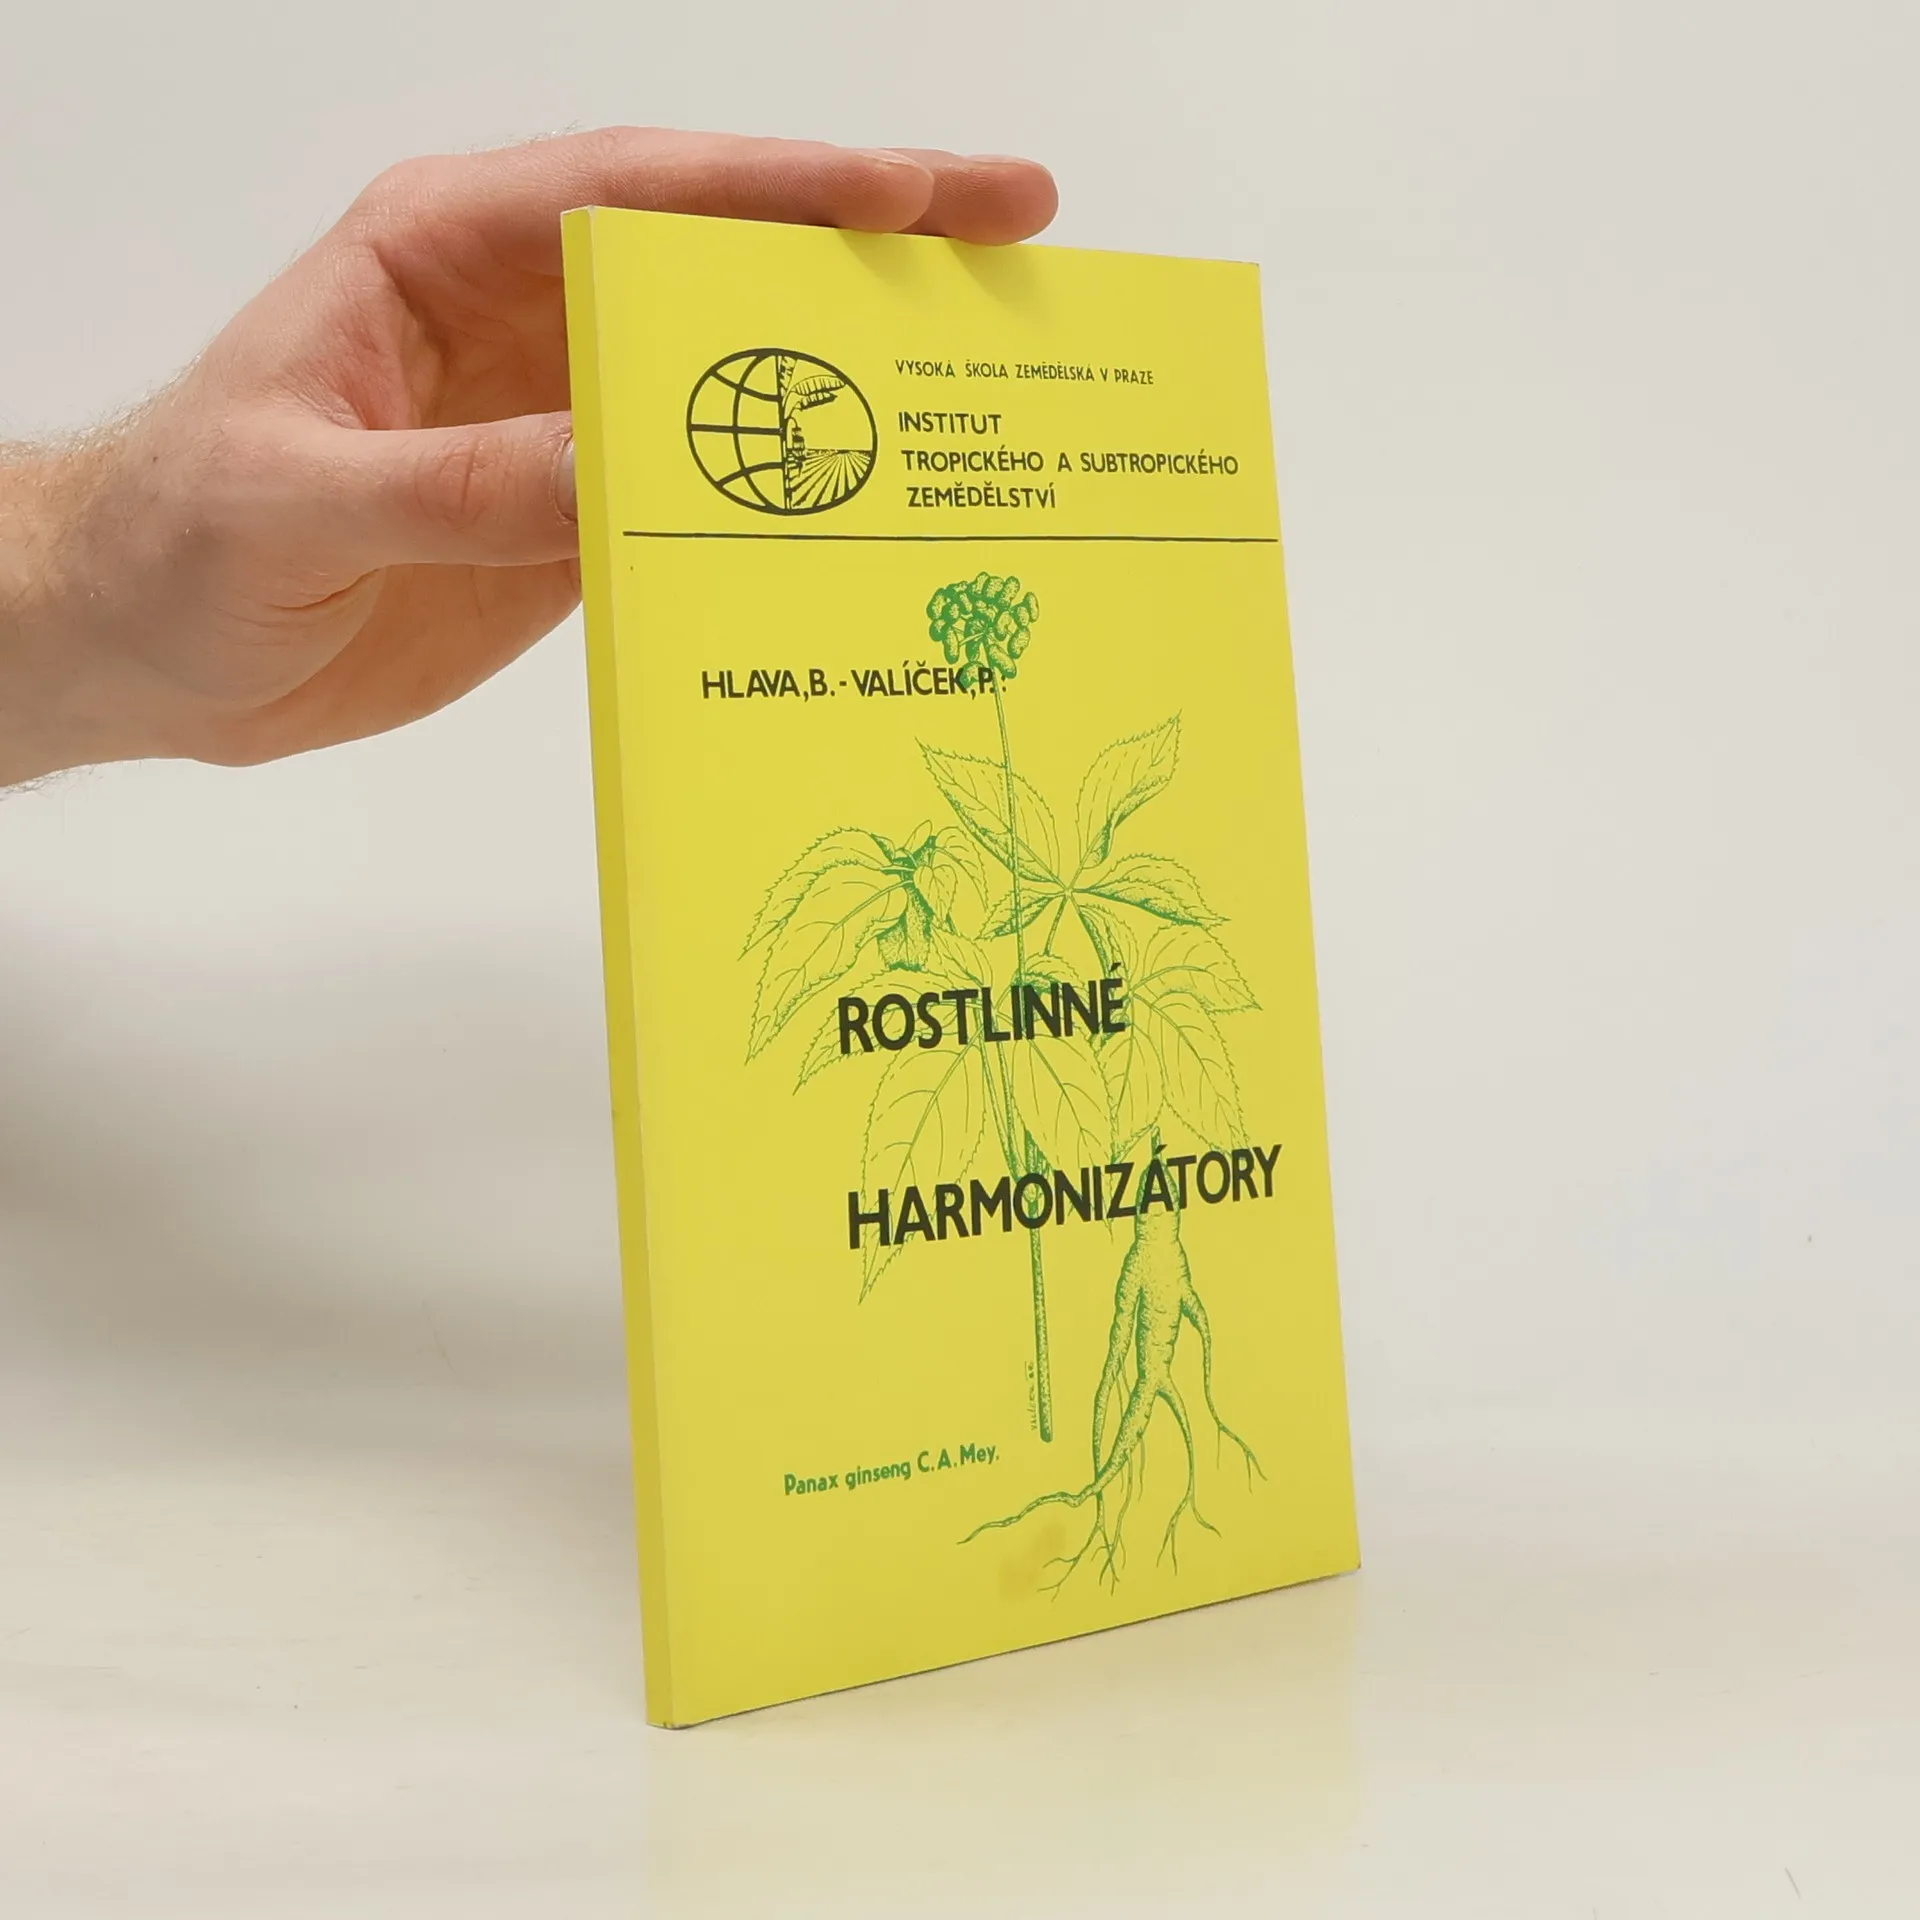 VYSOKÁ ŠKOLA ZEMĚDĚLSKÁ V PRAZE
INSTITUT
TROPICKÉHO A SUBTROPICKÉHO
ZEMĚDĚLSTVÍ
HLAVA, B. - VALÍČEK, P. :
ROSTLINNÉ
HARMONIZÁTORY
Panax ginseng C. A. Mey.